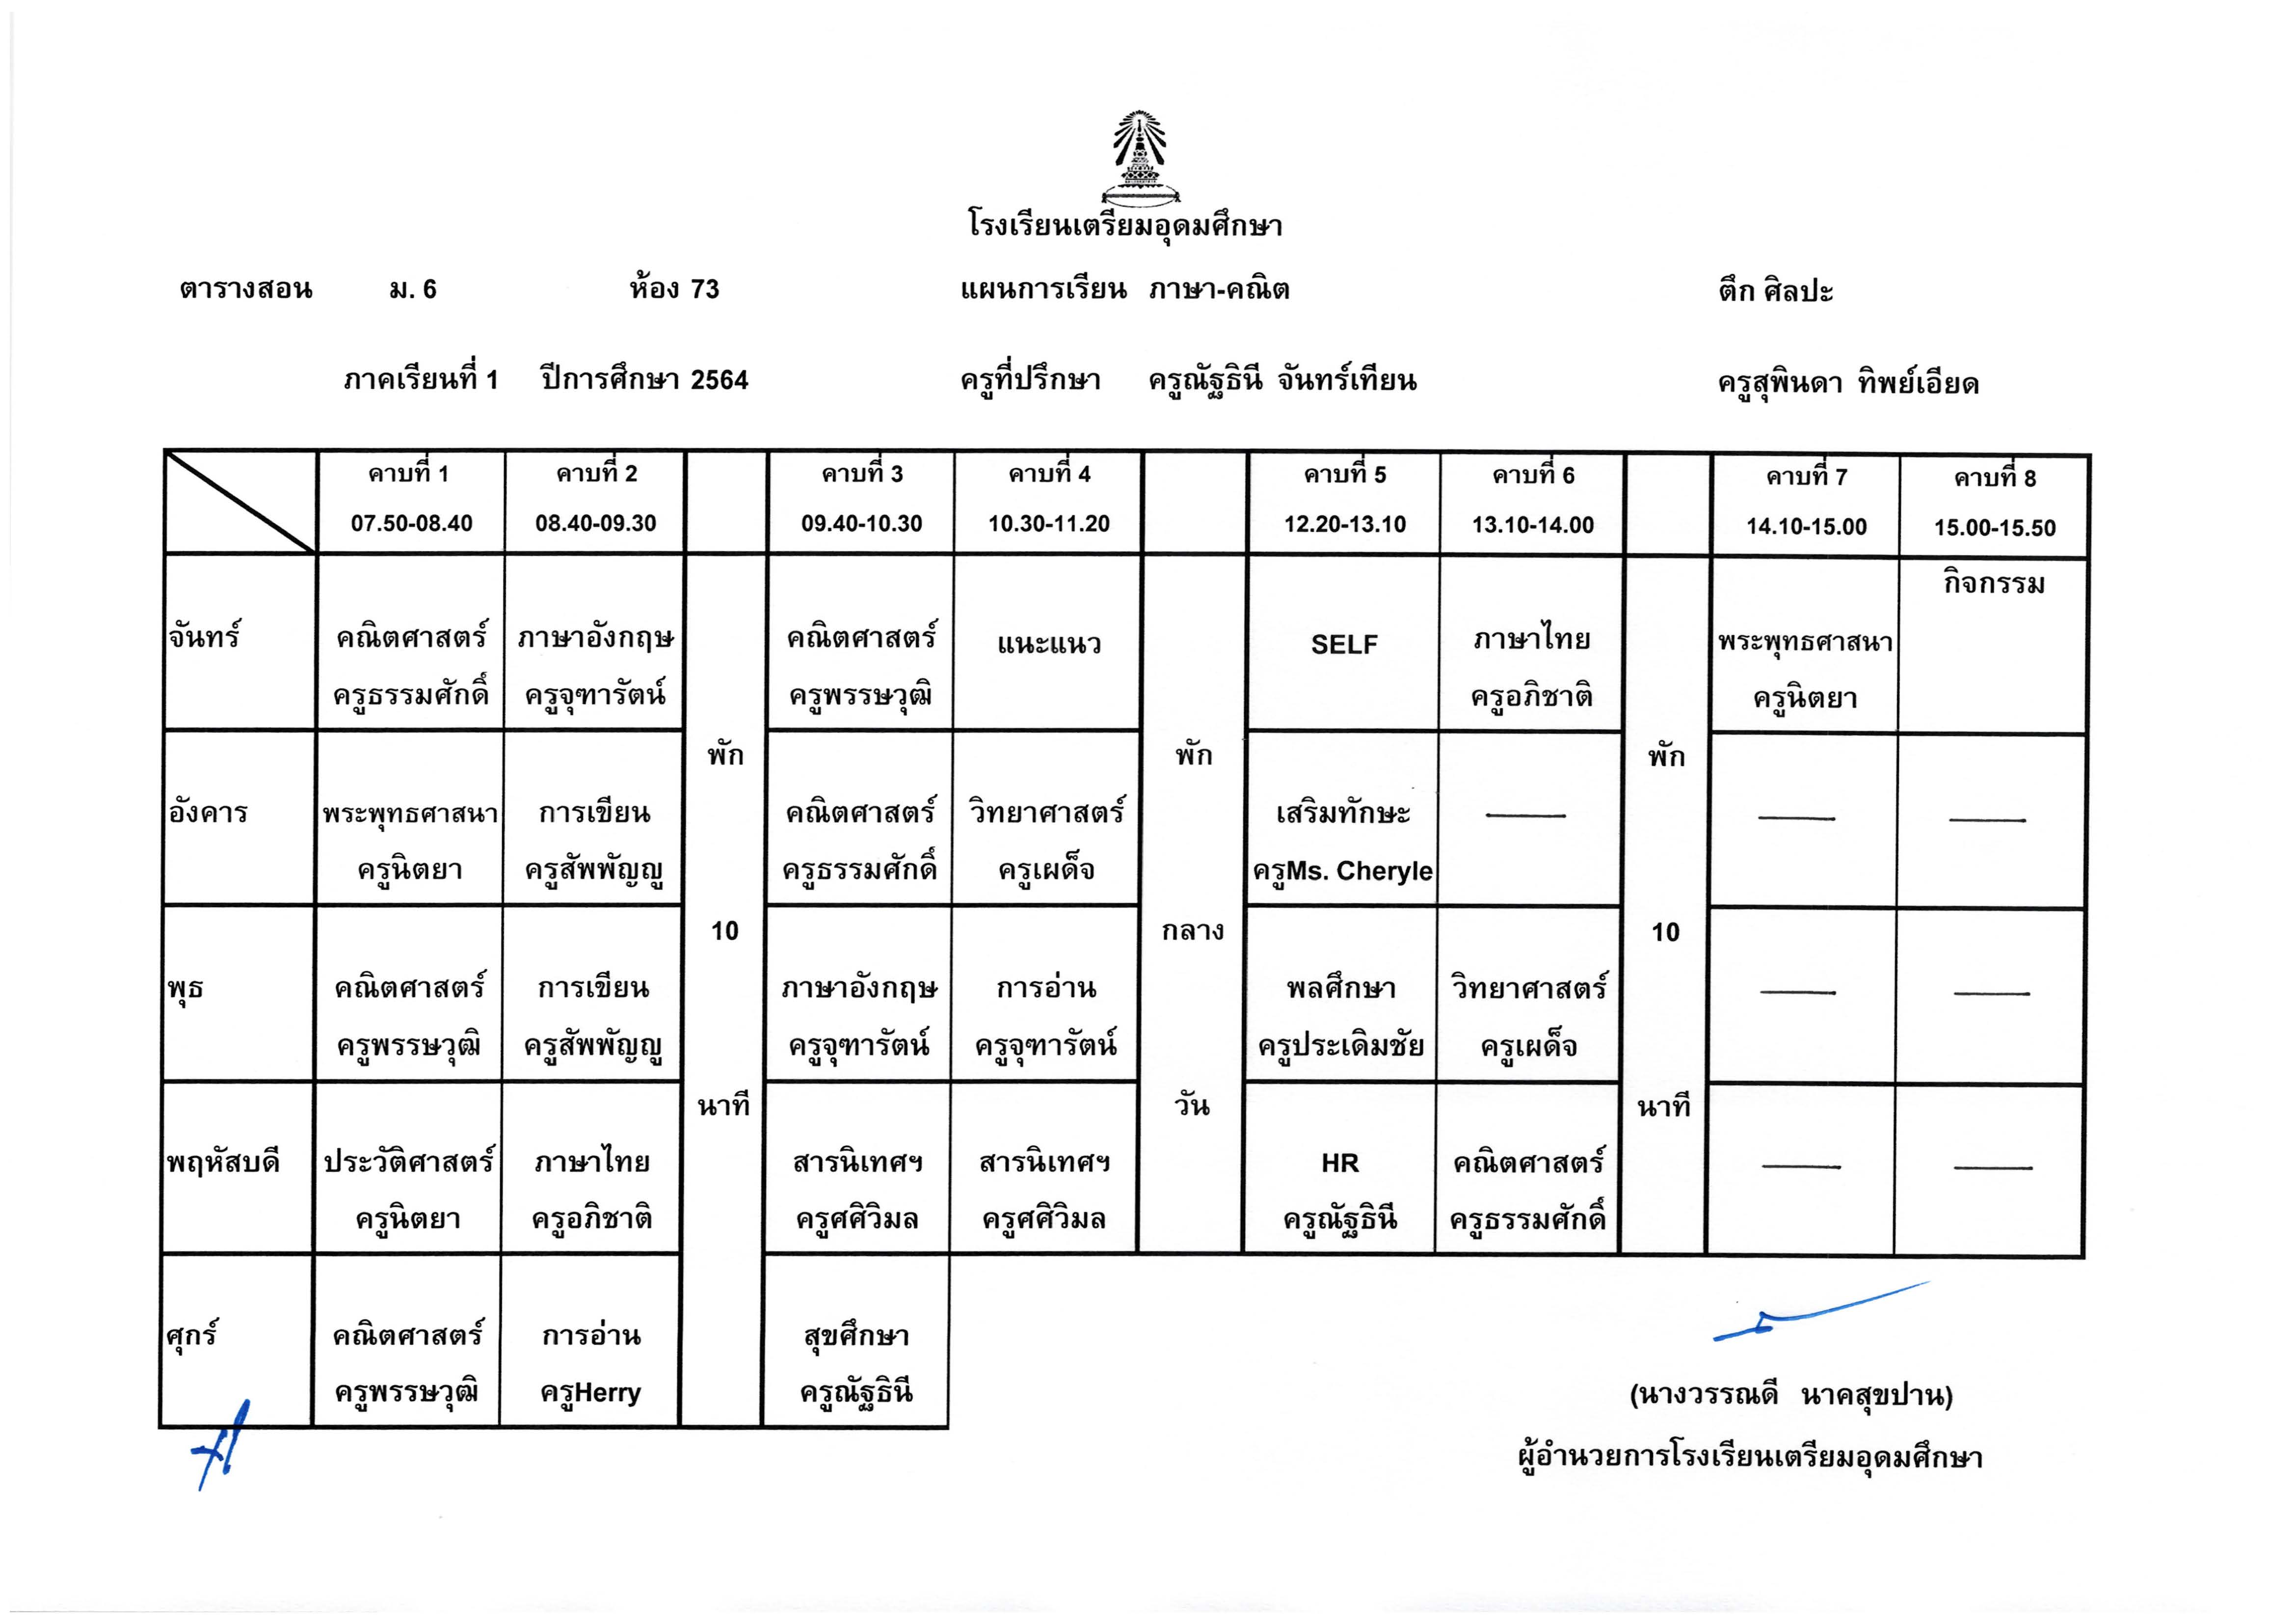 โรงเรียนเตรียมอุดมศึกษา
ตารางสอน ม. 6 ห้อง 73 แผนการเรียน ภาษา-คณิต ตึก ศิลปะ
ภาคเรียนที่ 1 ปีการศึกษา 2564 ครูที่ปรึกษา ครูณัฐธินี จันทร์เทียน ครูสุพินดา ทิพย์เอียด
คาบที่ 1 คาบที่ 2 คาบที่ 3 คาบที่ 4 คาบที่ 5 คาบที่ 6 คาบที่ 7 คาบที่ 8
07.50-08.40 08.40-09.30 09.40-10.30 10.30-11.20 12.20-13.10 13.10-14.00 14.10-15.00 15.00-15.50
กิจกรรม
จันทร์ คณิตศาสตร์ ภาษาอังกฤษ คณิตศาสตร์ แนะแนว SELF ภาษาไทย พระพุทธศาสนา
ครูธรรมศักดิ์ ครูจุฑารัตน์ ครูพรรษวุฒิ ครูอภิชาติ ครูนิตยา
พัก พัก พัก
อังคาร พระพุทธศาสนา การเขียน คณิตศาสตร์ วิทยาศาสตร์ เสริมทักษะ
ครูนิตยา ครูสัพพัญญู ครูธรรมศักดิ์ ครูเผด็จ ครูMs. Cheryle
10 กลาง 10
พุธ คณิตศาสตร์ การเขียน ภาษาอังกฤษ การอ่าน พลศึกษา วิทยาศาสตร์
ครูพรรษวุฒิ ครูสัพพัญญู ครูจุฑารัตน์ ครูจุฑารัตน์ ครูประเดิมชัย ครูเผด็จ
นาที วัน นาที
พฤหัสบดี ประวัติศาสตร์ ภาษาไทย สารนิเทศฯ สารนิเทศฯ HR คณิตศาสตร์
ครูนิตยา ครูอภิชาติ ครูศศิวิมล ครูศศิวิมล ครูณัฐธินี ครูธรรมศักดิ์
ศุกร์ คณิตศาสตร์ การอ่าน สุขศึกษา
ครูพรรษวุฒิ ครูHerry ครูณัฐธินี
(นางวรรณดี นาคสุขปาน)
ผู้อำนวยการโรงเรียนเตรียมอุดมศึกษา